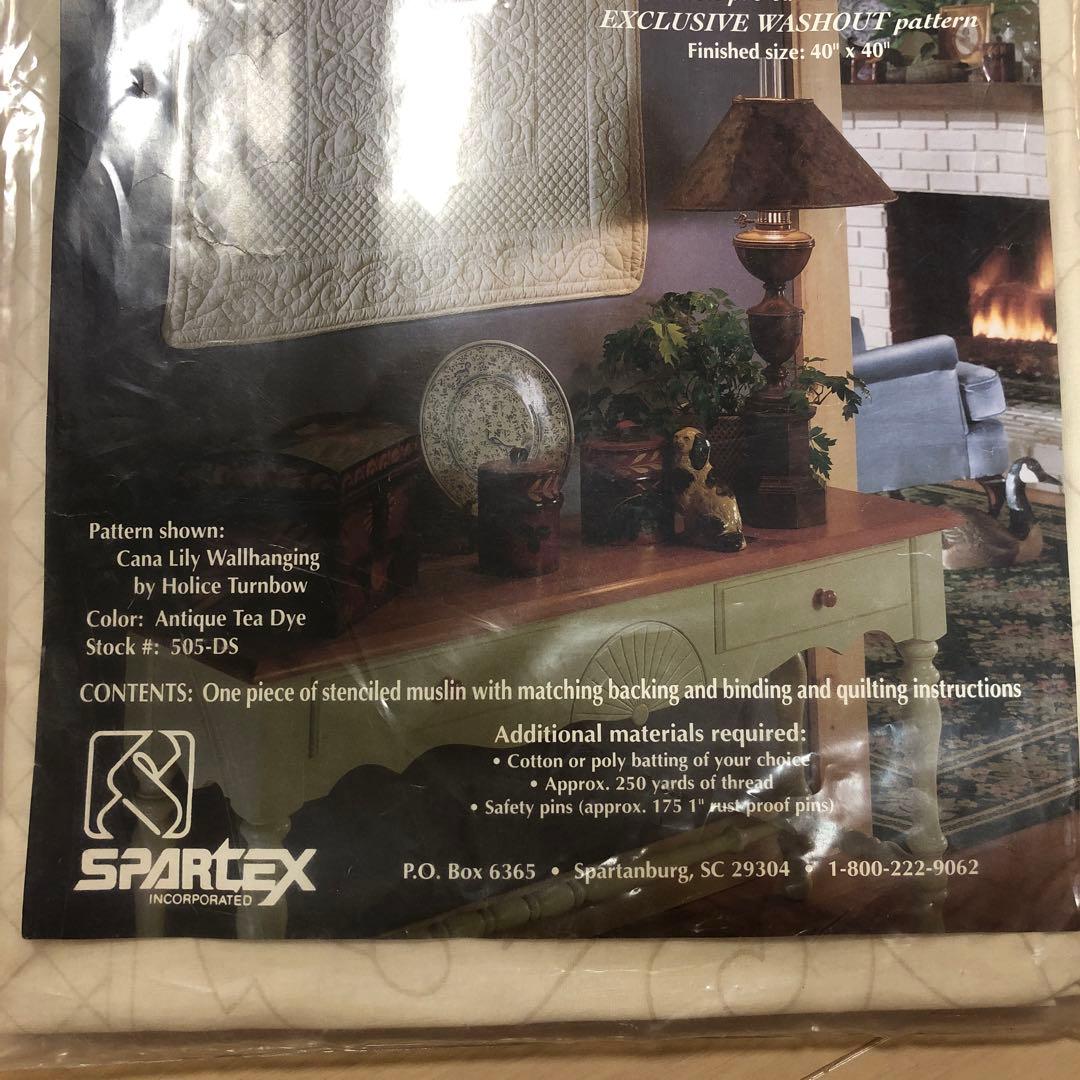 EXCLUSIVE WASHOUT pattern
Finished size: 40" x 40"
Pattern shown:
Cana Lily Wallhanging
by Holice Turnbow
Color: Antique Tea Dye
Stock #: 505-DS
CONTENTS: One piece of stenciled muslin with matching backing and binding and quilting instructions
Additional materials required:
• Cotton or poly batting of your choice
• Approx. 250 yards of thread
• Safety pins (approx. 175 1" rust proof pins)
SPARTEX
INCORPORATED
P.O. Box 6365 • Spartanburg, SC 29304 • 1-800-222-9062